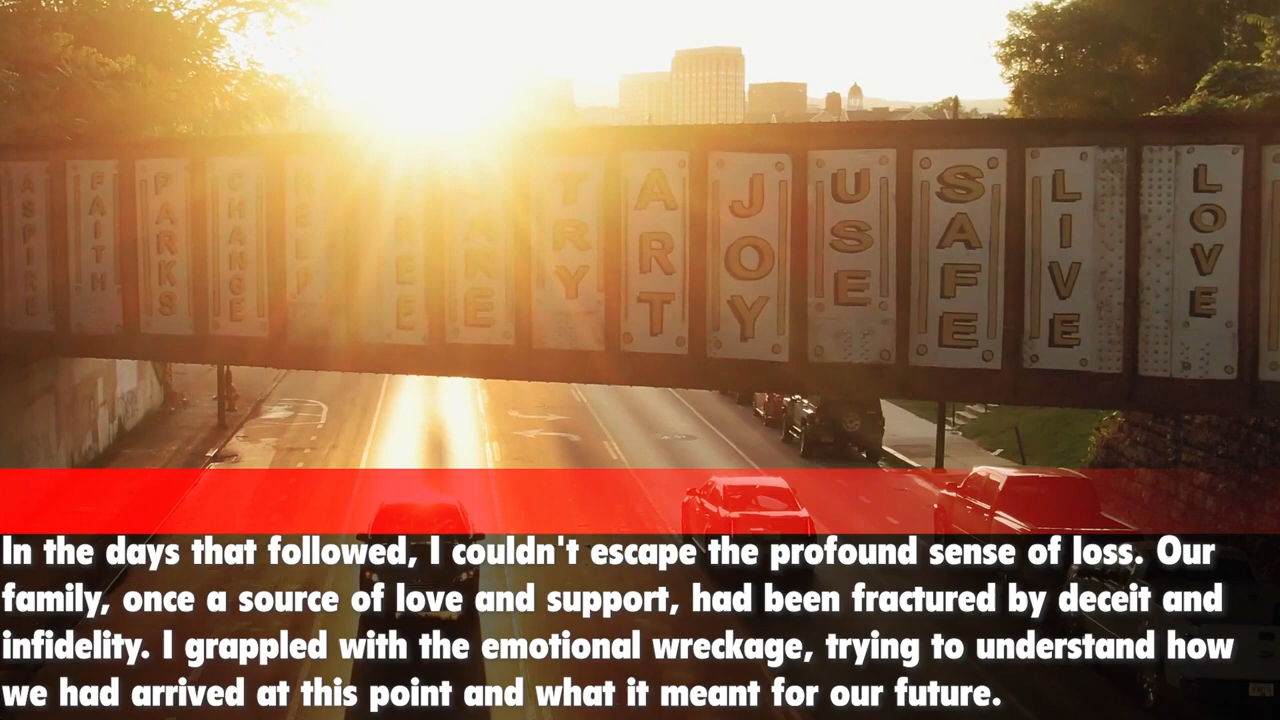 ASPIRE
FAITH
PARKS
CHANGE
HELP
TRY
ART
JOY
USE
SAFE
LIVE
LOVE
In the days that followed, I couldn't escape the profound sense of loss. Our
family, once a source of love and support, had been fractured by deceit and
infidelity. I grappled with the emotional wreckage, trying to understand how
we had arrived at this point and what it meant for our future.